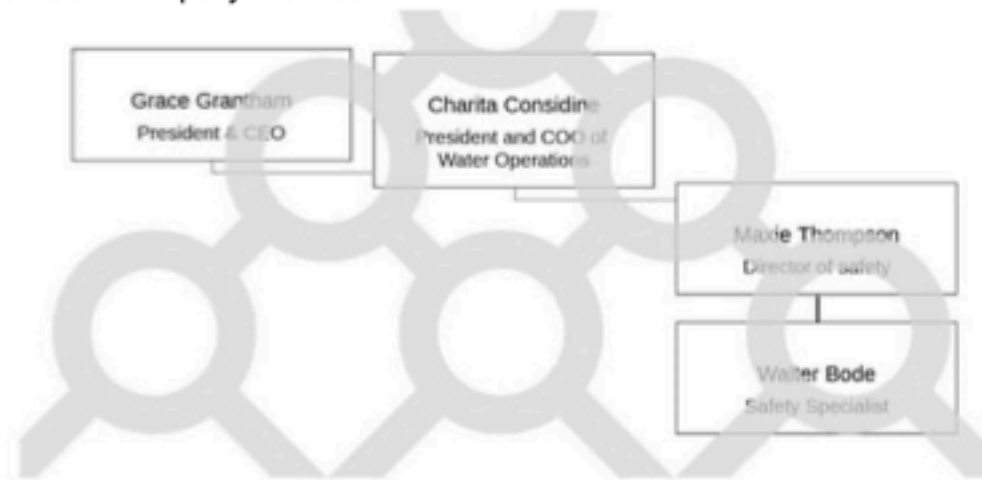 Grace Grantham
President & CEO
Charita Considine
President and COO of
Water Operations
Maxie Thompson
Director of safety
Walter Bode
Safety Specialist